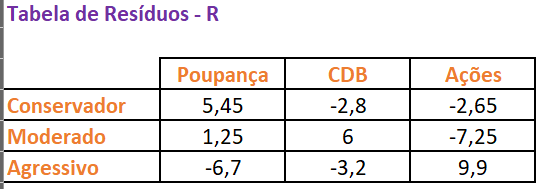 Tabela de Resíduos - R
Poupança CDB Ações
Conservador 5,45 -2,8 -2,65
Moderado 1,25 6 -7,25
Agressivo -6,7 -3,2 9,9